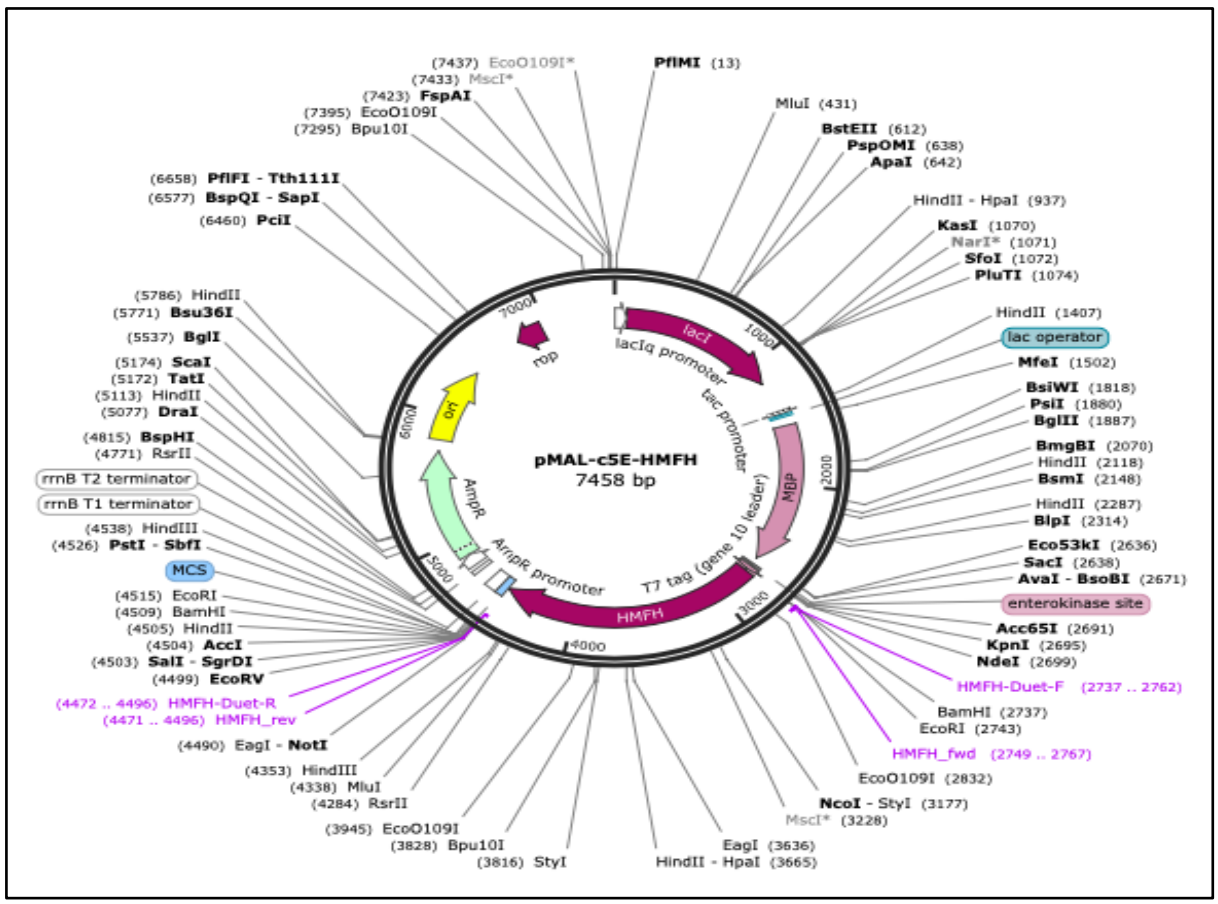 (7437) EcoO109I*
(7433) MscI*
(7423) FspAI
(7395) EcoO109I
(7295) Bpu10I
(6658) PflFI - Tth111I
(6577) BspQI - SapI
(6460) PciI
(5786) HindII
(5771) Bsu36I
(5537) BglI
(5174) ScaI
(5172) TatI
(5113) HindII
(5077) DraI
(4815) BspHI
(4771) RsrII
rrnB T2 terminator
rrnB T1 terminator
(4538) HindIII
(4526) PstI - SbfI
MCS
(4515) EcoRI
(4509) BamHI
(4505) HindII
(4504) AccI
(4503) SalI - SgrDI
(4499) EcoRV
(4472 .. 4496) HMFH-Duet-R
(4471 .. 4496) HMFH_rev
(4490) EagI - NotI
(4353) HindIII
(4338) MluI
(4284) RsrII
(3945) EcoO109I
(3828) Bpu10I
(3816) StyI
PflMI (13)
MluI (431)
BstEII (612)
PspOMI (638)
ApaI (642)
HindII - HpaI (937)
KasI (1070)
NarI* (1071)
SfoI (1072)
PluTI (1074)
HindII (1407)
lac operator
MfeI (1502)
BsiWI (1818)
PsiI (1880)
BglII (1887)
BmgBI (2070)
HindII (2118)
BsmI (2148)
HindII (2287)
BlpI (2314)
Eco53kI (2636)
SacI (2638)
AvaI - BsoBI (2671)
enterokinase site
Acc65I (2691)
KpnI (2695)
NdeI (2699)
HMFH-Duet-F (2737 .. 2762)
BamHI (2737)
EcoRI (2743)
HMFH_fwd (2749 .. 2767)
EcoO109I (2832)
NcoI - StyI (3177)
MscI* (3228)
EagI (3636)
HindII - HpaI (3665)
1000
2000
3000
4000
5000
6000
7000
lacI
lacIq promoter
tac promoter
MBP
T7 tag (gene 10 leader)
HMFH
AmpR promoter
AmpR
ori
rop
pMAL-c5E-HMFH
7458 bp